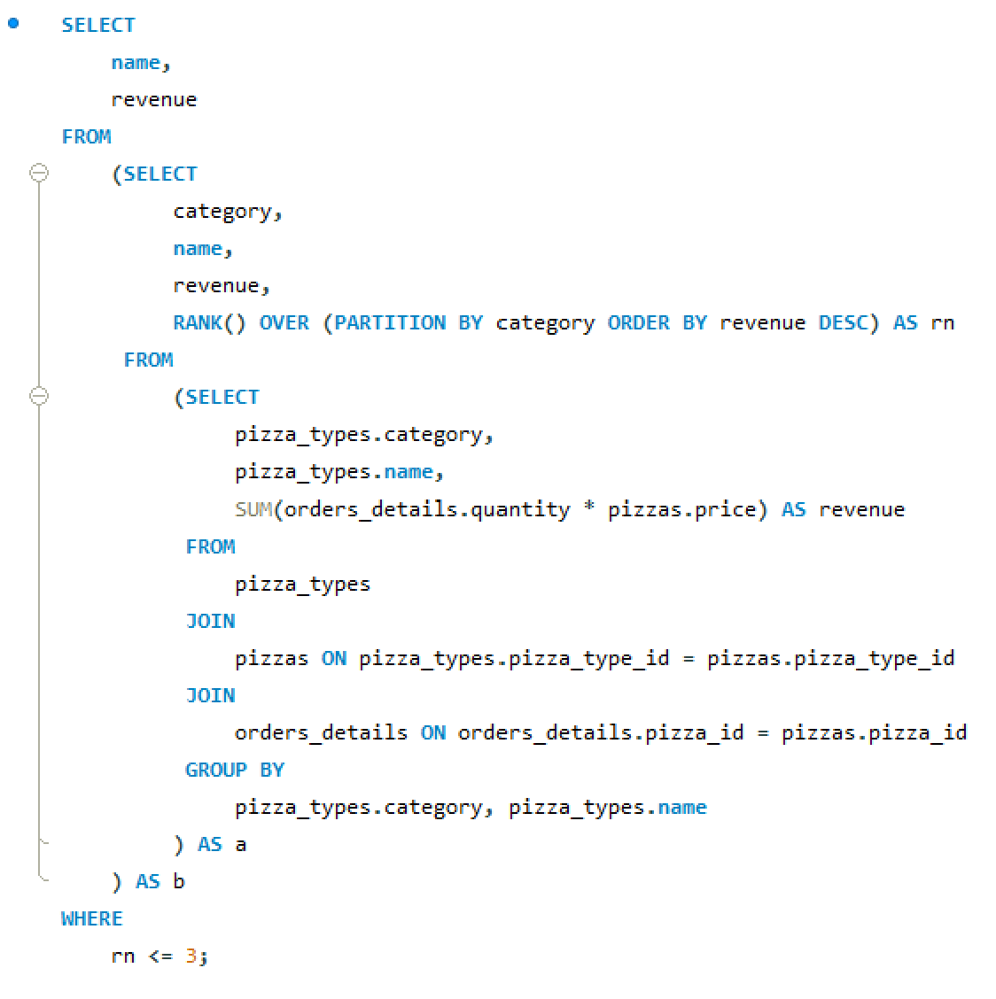 SELECT
name,
revenue
FROM
(SELECT
category,
name,
revenue,
RANK() OVER (PARTITION BY category ORDER BY revenue DESC) AS rn
FROM
(SELECT
pizza_types.category,
pizza_types.name,
SUM(orders_details.quantity * pizzas.price) AS revenue
FROM
pizza_types
JOIN
pizzas ON pizza_types.pizza_type_id = pizzas.pizza_type_id
JOIN
orders_details ON orders_details.pizza_id = pizzas.pizza_id
GROUP BY
pizza_types.category, pizza_types.name
) AS a
) AS b
WHERE
rn <= 3;